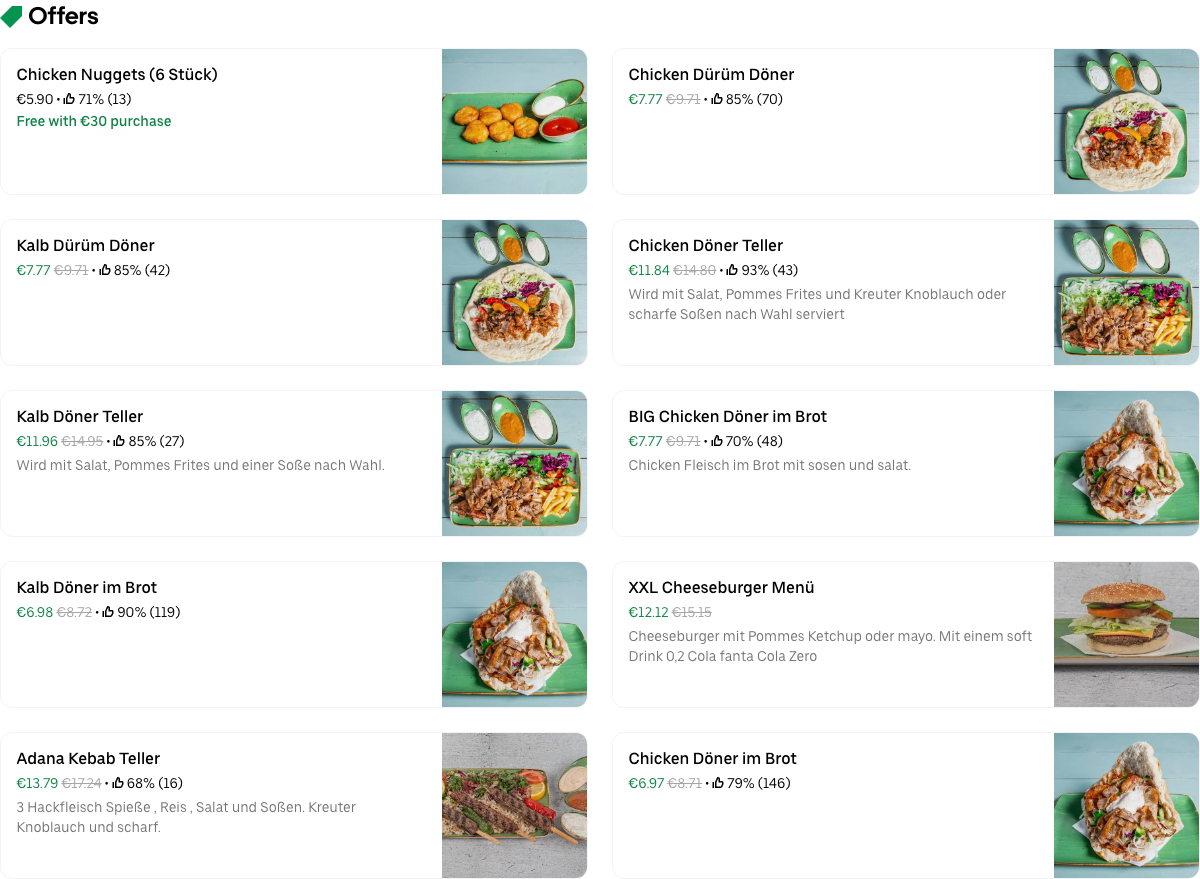 Offers
Chicken Nuggets (6 Stück)
€5.90 • 71% (13)
Free with €30 purchase
Chicken Dürüm Döner
€7.77 €9.71 • 85% (70)
Kalb Dürüm Döner
€7.77 €9.71 • 85% (42)
Chicken Döner Teller
€11.84 €14.80 • 93% (43)
Wird mit Salat, Pommes Frites und Kreuter Knoblauch oder
scharfe Soßen nach Wahl serviert
Kalb Döner Teller
€11.96 €14.95 • 85% (27)
Wird mit Salat, Pommes Frites und einer Soße nach Wahl.
BIG Chicken Döner im Brot
€7.77 €9.71 • 70% (48)
Chicken Fleisch im Brot mit sosen und salat.
Kalb Döner im Brot
€6.98 €8.72 • 90% (119)
XXL Cheeseburger Menü
€12.12 €15.15
Cheeseburger mit Pommes Ketchup oder mayo. Mit einem soft
Drink 0,2 Cola fanta Cola Zero
Adana Kebab Teller
€13.79 €17.24 • 68% (16)
3 Hackfleisch Spieße , Reis , Salat und Soßen. Kreuter
Knoblauch und scharf.
Chicken Döner im Brot
€6.97 €8.71 • 79% (146)